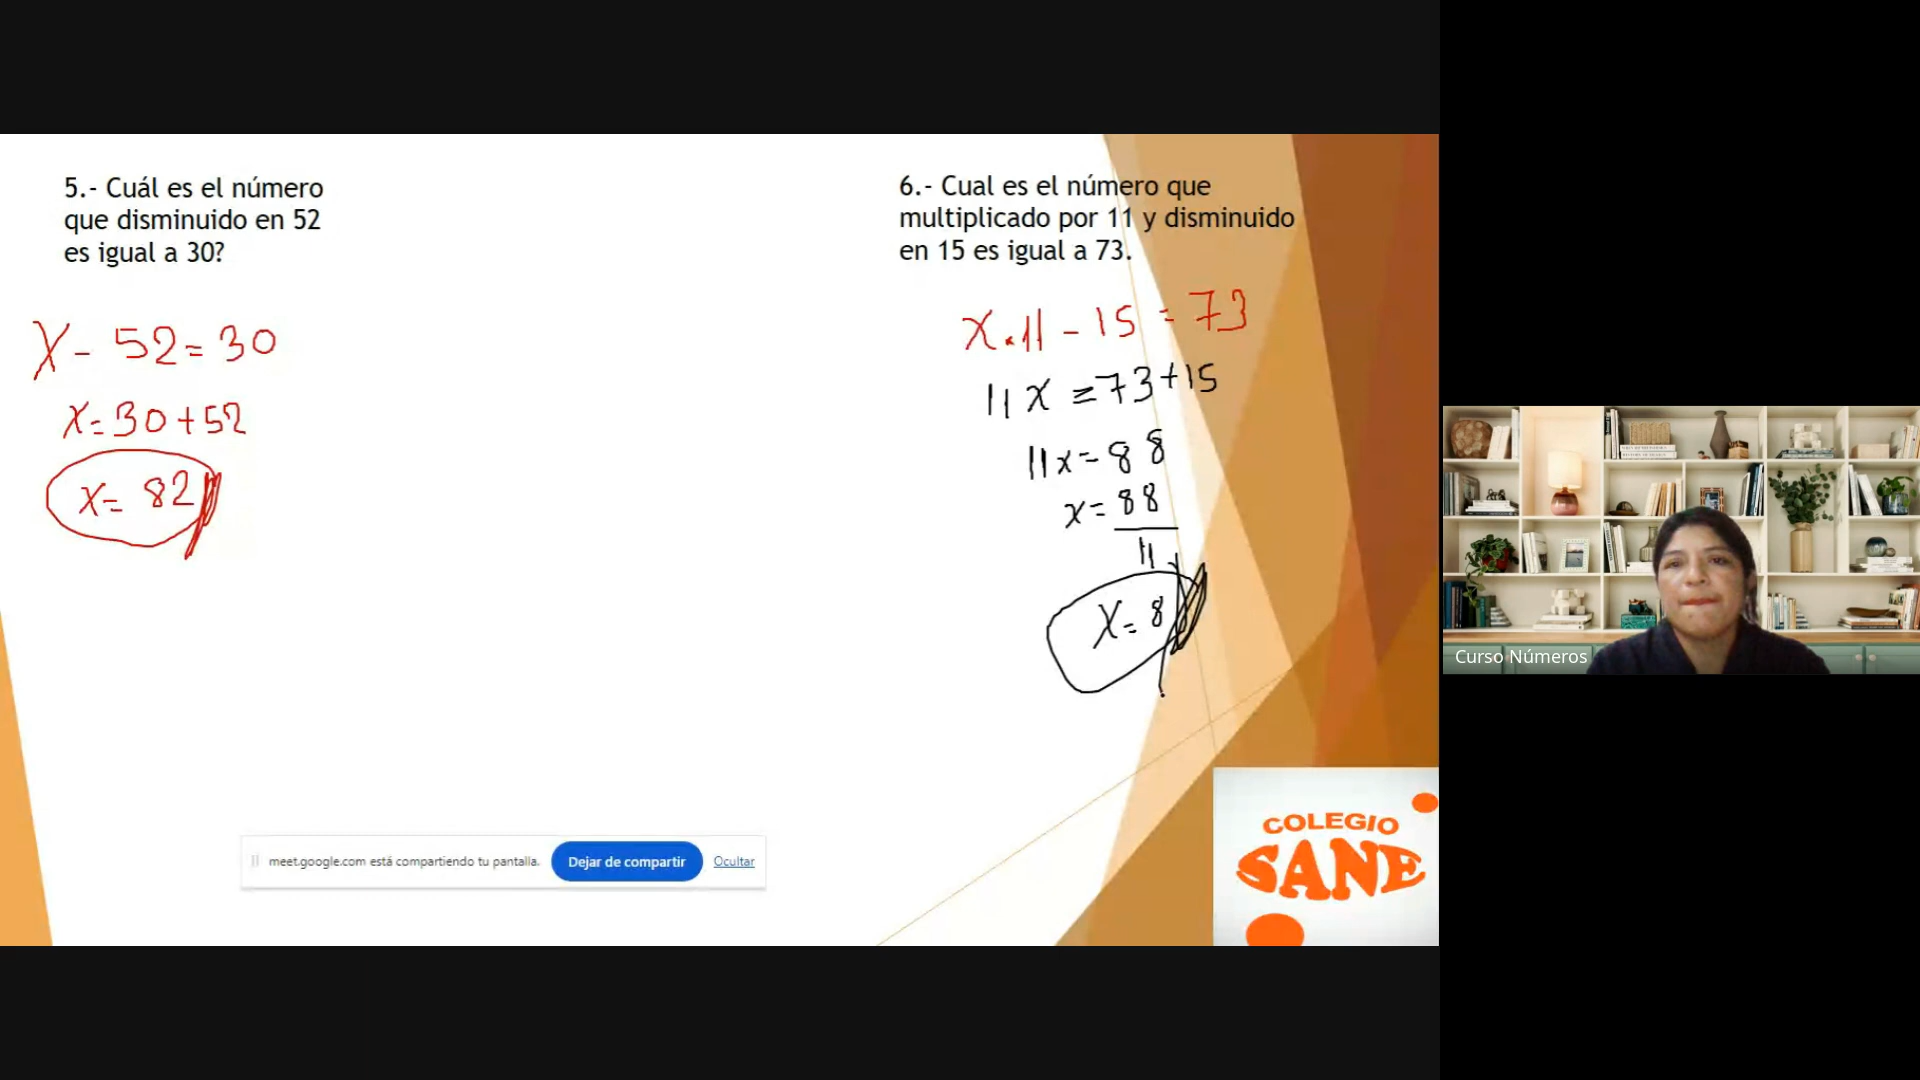 5.- Cuál es el número
que disminuido en 52
es igual a 30?
X - 52 = 30
x = 30 + 52
x = 82
6.- Cual es el número que
multiplicado por 11 y disminuido
en 15 es igual a 73.
x . 11 - 15 = 73
11 x = 73 + 15
11 x = 88
x = 88
11
X = 8
meet.google.com está compartiendo tu pantalla.
Dejar de compartir
Ocultar
COLEGIO
SANE
Curso Números